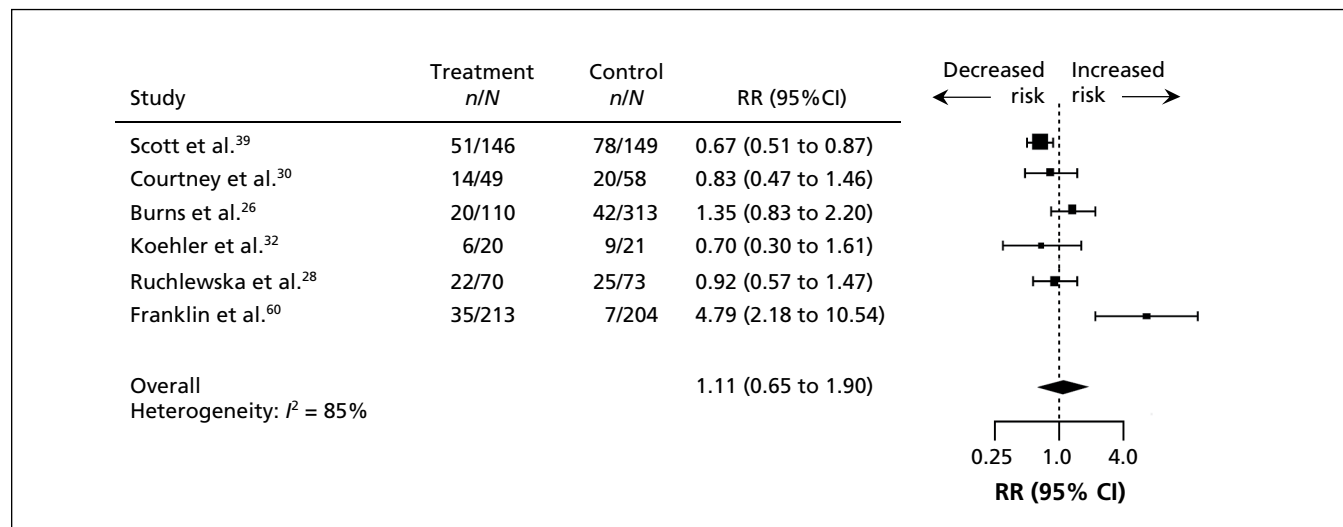 Treatment Control Decreased Increased
Study n/N n/N RR (95%CI) risk risk
Scott et al.39 51/146 78/149 0.67 (0.51 to 0.87)
Courtney et al.30 14/49 20/58 0.83 (0.47 to 1.46)
Burns et al.26 20/110 42/313 1.35 (0.83 to 2.20)
Koehler et al.32 6/20 9/21 0.70 (0.30 to 1.61)
Ruchlewska et al.28 22/70 25/73 0.92 (0.57 to 1.47)
Franklin et al.60 35/213 7/204 4.79 (2.18 to 10.54)
Overall 1.11 (0.65 to 1.90)
Heterogeneity: I2 = 85%
0.25 1.0 4.0
RR (95% CI)